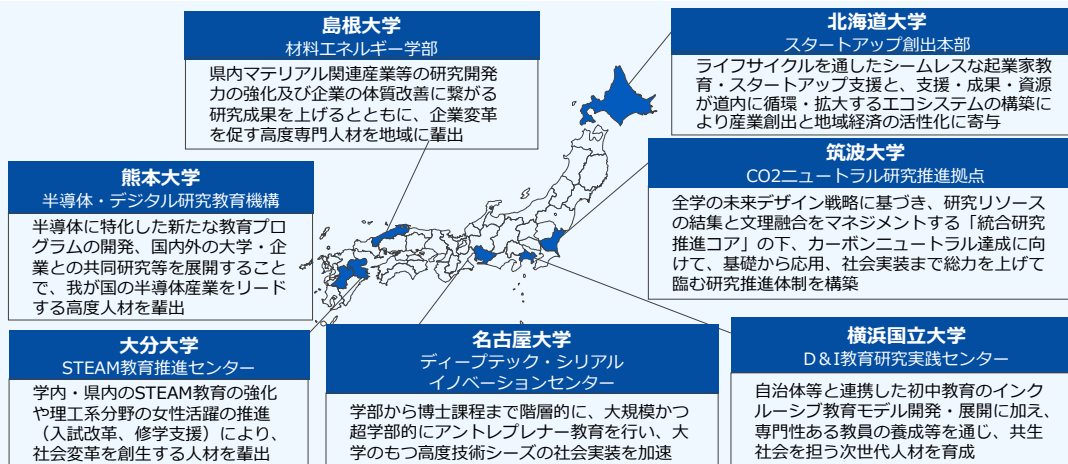 島根大学
材料エネルギー学部
県内マテリアル関連産業等の研究開発
力の強化及び企業の体質改善に繋がる
研究成果を上げるとともに、企業変革
を促す高度専門人材を地域に輩出
北海道大学
スタートアップ創出本部
ライフサイクルを通したシームレスな起業家教
育・スタートアップ支援と、支援・成果・資源
が道内に循環・拡大するエコシステムの構築に
より産業創出と地域経済の活性化に寄与
熊本大学
半導体・デジタル研究教育機構
半導体に特化した新たな教育プロ
グラムの開発、国内外の大学・企
業との共同研究等を展開すること
で、我が国の半導体産業をリード
する高度人材を輩出
筑波大学
CO2ニュートラル研究推進拠点
全学の未来デザイン戦略に基づき、研究リソース
の結集と文理融合をマネジメントする「統合研究
推進コア」の下、カーボンニュートラル達成に向
けて、基礎から応用、社会実装まで総力を上げて
臨む研究推進体制を構築
大分大学
STEAM教育推進センター
学内・県内のSTEAM教育の強化
や理工系分野の女性活躍の推進
（入試改革、修学支援）により、
社会変革を創生する人材を輩出
名古屋大学
ディープテック・シリアル
イノベーションセンター
学部から博士課程まで階層的に、大規模かつ
超学部的にアントレプレナー教育を行い、大
学のもつ高度技術シーズの社会実装を加速
横浜国立大学
D＆I教育研究実践センター
自治体等と連携した初中教育のインク
ルーシブ教育モデル開発・展開に加え、
専門性ある教員の養成等を通じ、共生
社会を担う次世代人材を育成